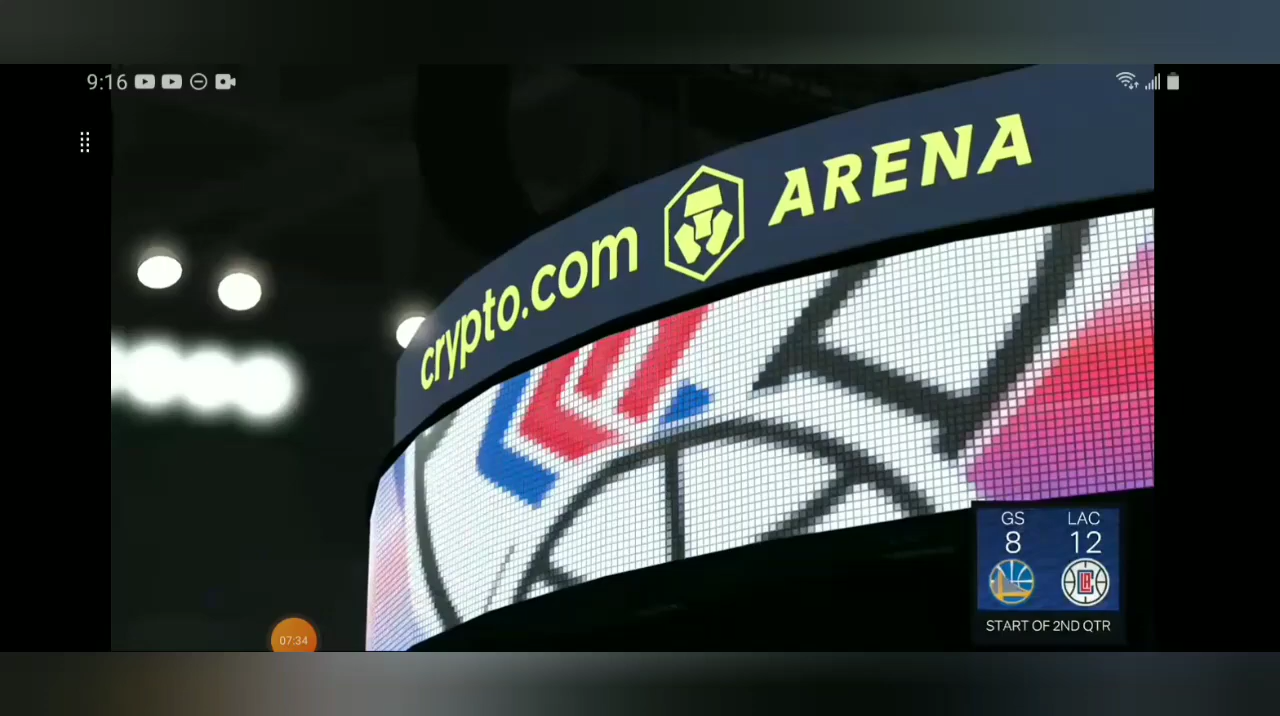 9:16
crypto.com ARENA
GS LAC
8 12
START OF 2ND QTR
07:34